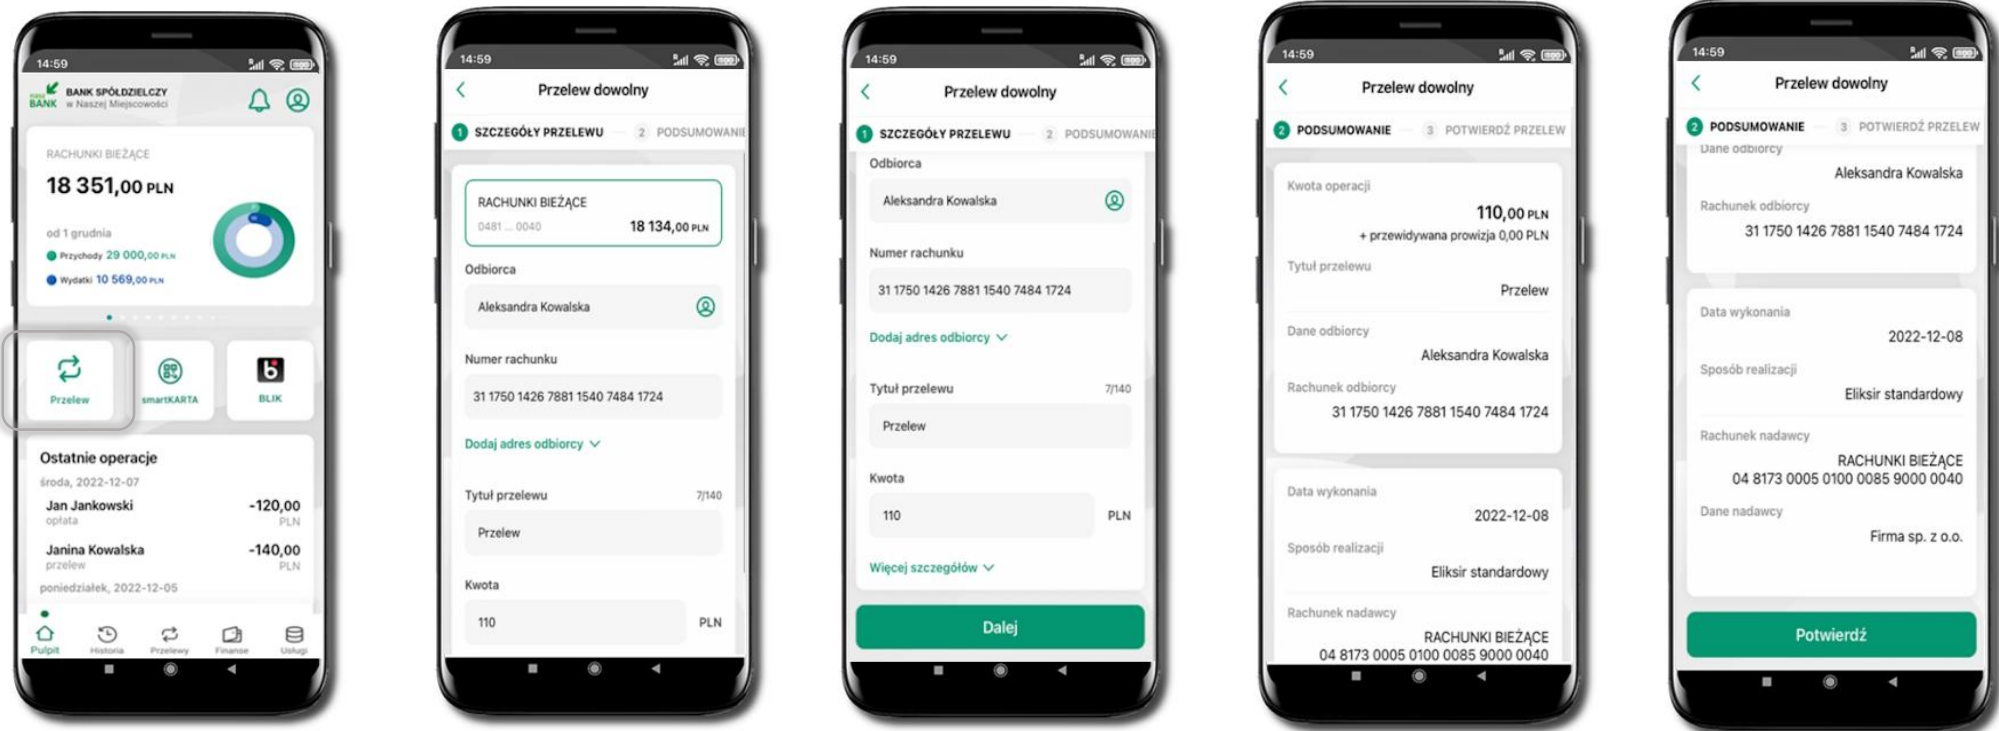 14:59
nasz BANK
BANK SPÓŁDZIELCZY
w Naszej Miejscowości
RACHUNKI BIEŻĄCE
18 351,00 PLN
od 1 grudnia
Przychody 29 000,00 PLN
Wydatki 10 569,00 PLN
Przelew
smartKARTA
BLIK
Ostatnie operacje
środa, 2022-12-07
Jan Jankowski -120,00
opłata PLN
Janina Kowalska -140,00
przelew PLN
poniedziałek, 2022-12-05
Pulpit Historia Przelewy Finanse Usługi
14:59
Przelew dowolny
1 SZCZEGÓŁY PRZELEWU 2 PODSUMOWANIE
RACHUNKI BIEŻĄCE
0481 ... 0040 18 134,00 PLN
Odbiorca
Aleksandra Kowalska
Numer rachunku
31 1750 1426 7881 1540 7484 1724
Dodaj adres odbiorcy
Tytuł przelewu 7/140
Przelew
Kwota
110 PLN
14:59
Przelew dowolny
1 SZCZEGÓŁY PRZELEWU 2 PODSUMOWANIE
Odbiorca
Aleksandra Kowalska
Numer rachunku
31 1750 1426 7881 1540 7484 1724
Dodaj adres odbiorcy
Tytuł przelewu 7/140
Przelew
Kwota
110 PLN
Więcej szczegółów
Dalej
14:59
Przelew dowolny
2 PODSUMOWANIE 3 POTWIERDŹ PRZELEW
Kwota operacji
110,00 PLN
+ przewidywana prowizja 0,00 PLN
Tytuł przelewu
Przelew
Dane odbiorcy
Aleksandra Kowalska
Rachunek odbiorcy
31 1750 1426 7881 1540 7484 1724
Data wykonania
2022-12-08
Sposób realizacji
Eliksir standardowy
Rachunek nadawcy
RACHUNKI BIEŻĄCE
04 8173 0005 0100 0085 9000 0040
14:59
Przelew dowolny
2 PODSUMOWANIE 3 POTWIERDŹ PRZELEW
Dane odbiorcy
Aleksandra Kowalska
Rachunek odbiorcy
31 1750 1426 7881 1540 7484 1724
Data wykonania
2022-12-08
Sposób realizacji
Eliksir standardowy
Rachunek nadawcy
RACHUNKI BIEŻĄCE
04 8173 0005 0100 0085 9000 0040
Dane nadawcy
Firma sp. z o.o.
Potwierdź